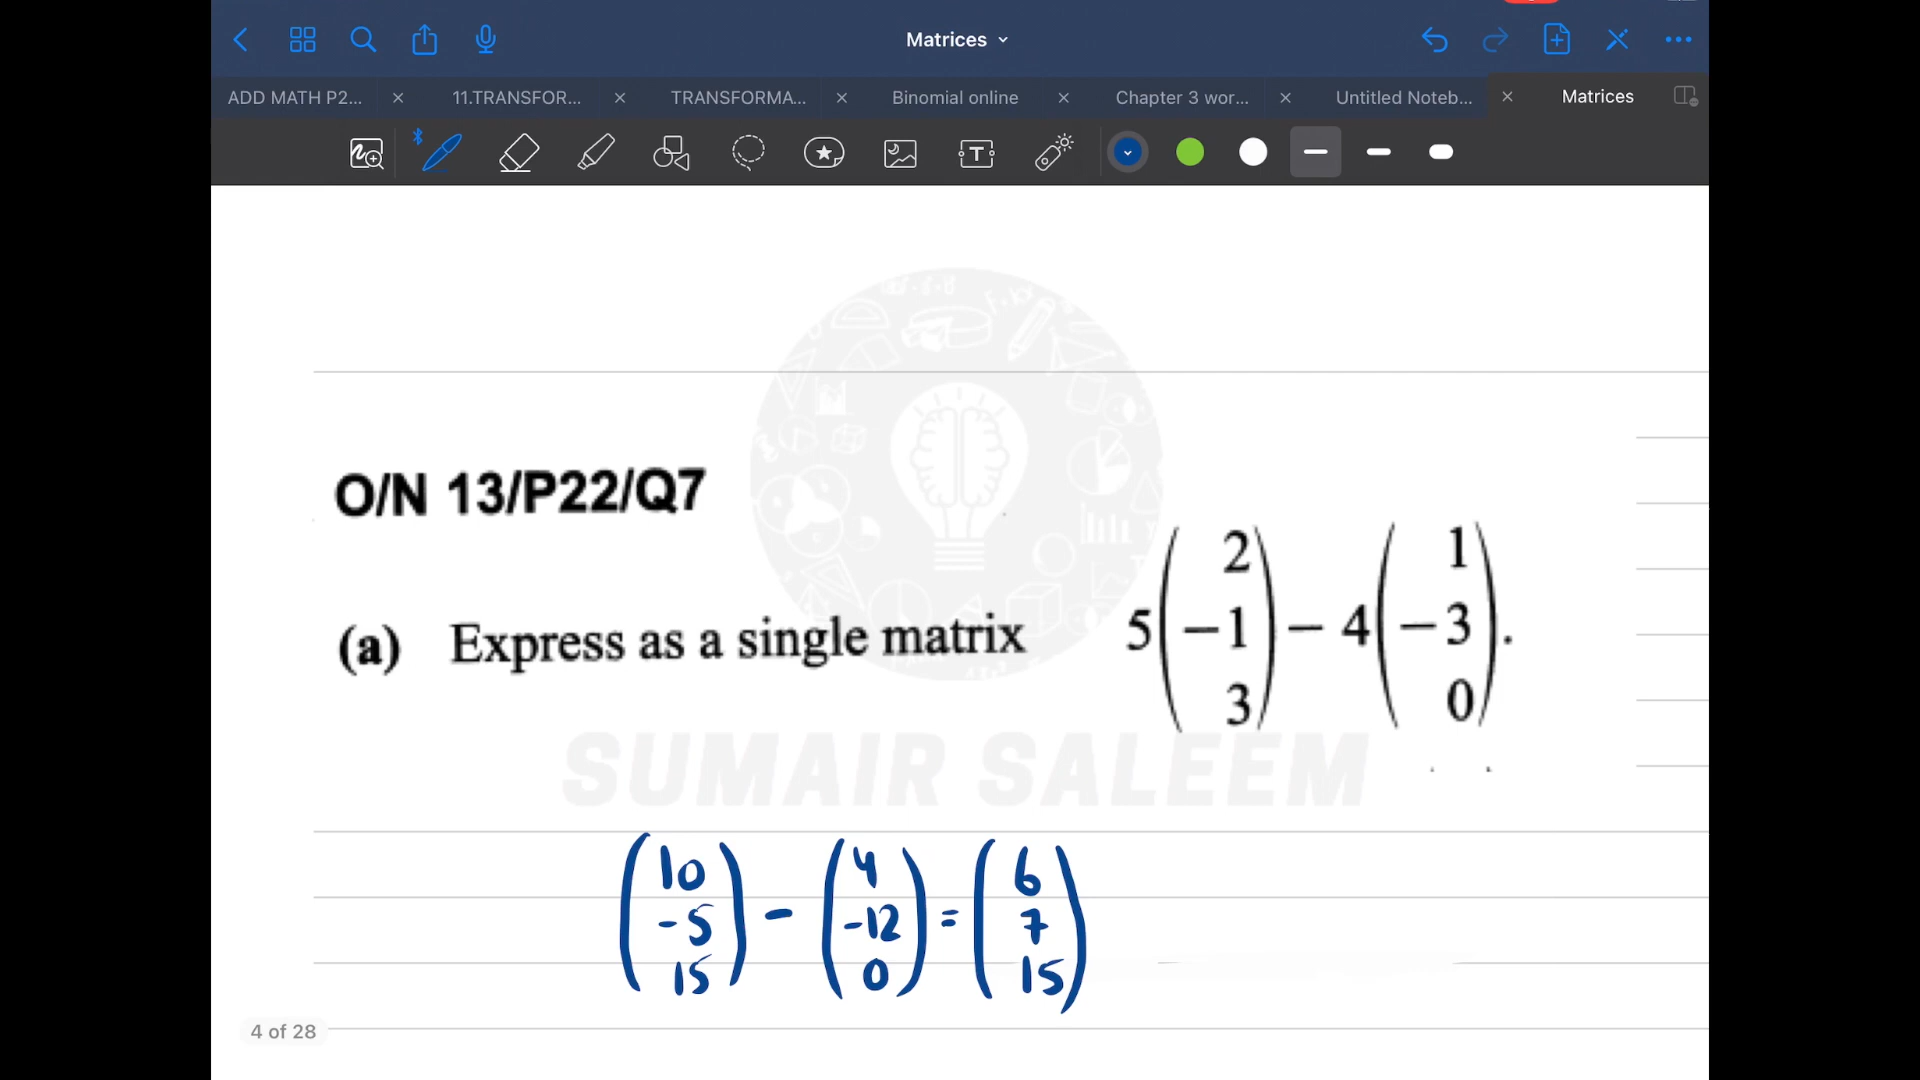 Matrices
ADD MATH P2...
11.TRANSFOR...
TRANSFORMA...
Binomial online
Chapter 3 wor...
Untitled Noteb...
Matrices
O/N 13/P22/Q7
(a) Express as a single matrix 5(2 −1 3) − 4(1 −3 0).
SUMAIR SALEEM
(10 -5 15) - (4 -12 0) = (6 7 15)
4 of 28